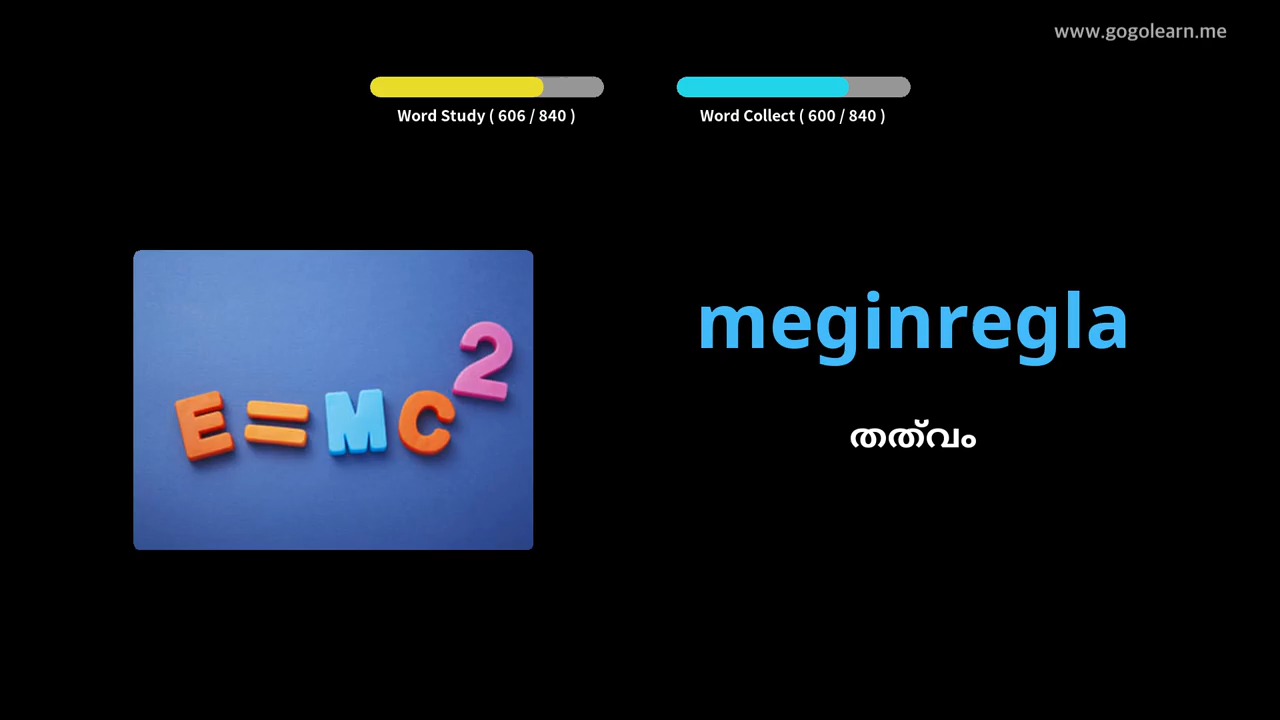 www.gogolearn.me
Word Study ( 606 / 840 )
Word Collect ( 600 / 840 )
E=MC²
meginregla
തത്വം